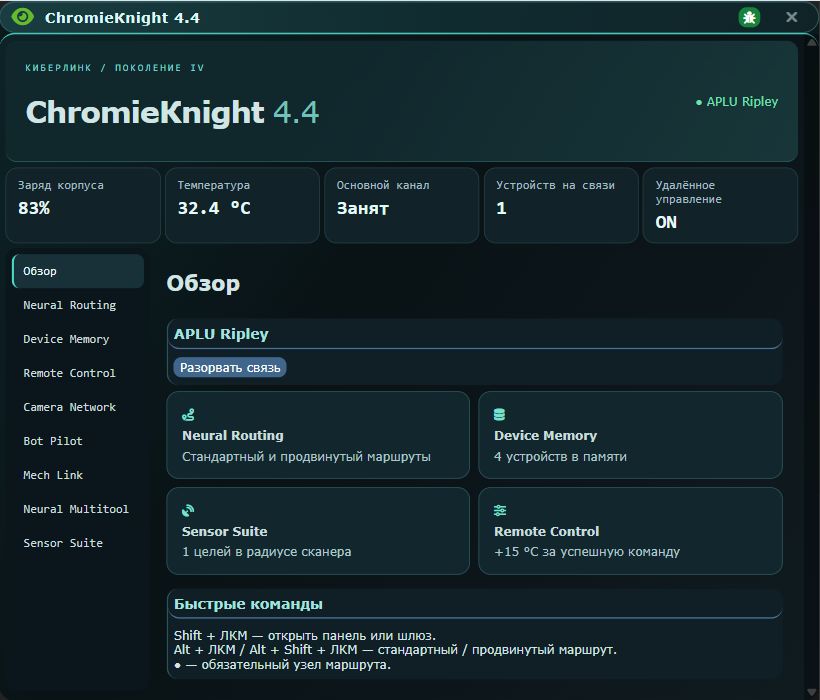 ChromieKnight 4.4
КИБЕРЛИНК / ПОКОЛЕНИЕ IV
ChromieKnight 4.4
● APLU Ripley
Заряд корпуса
83%
Температура
32.4 °C
Основной канал
Занят
Устройств на связи
1
Удалённое
управление
ON
Обзор
Neural Routing
Device Memory
Remote Control
Camera Network
Bot Pilot
Mech Link
Neural Multitool
Sensor Suite
Обзор
APLU Ripley
Разорвать связь
Neural Routing
Стандартный и продвинутый маршруты
Device Memory
4 устройств в памяти
Sensor Suite
1 целей в радиусе сканера
Remote Control
+15 °C за успешную команду
Быстрые команды
Shift + ЛКМ — открыть панель или шлюз.
Alt + ЛКМ / Alt + Shift + ЛКМ — стандартный / продвинутый маршрут.
● — обязательный узел маршрута.